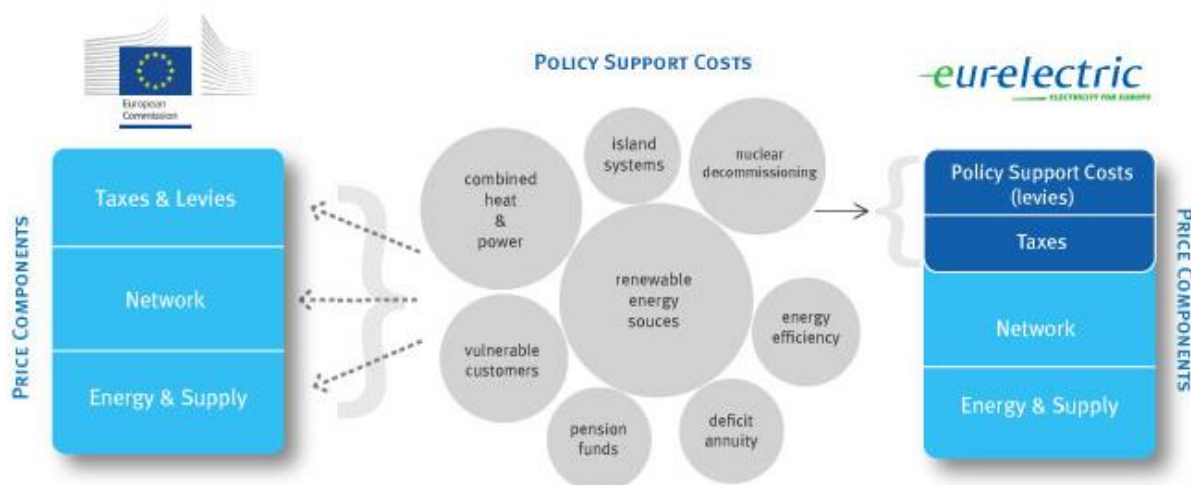 European
Commission
PRICE COMPONENTS
Taxes & Levies
Network
Energy & Supply
POLICY SUPPORT COSTS
combined
heat
&
power
island
systems
nuclear
decommissioning
renewable
energy
souces
vulnerable
customers
energy
efficiency
pension
funds
deficit
annuity
eurelectric
ELECTRICITY FOR EUROPE
Policy Support Costs
(levies)
Taxes
Network
Energy & Supply
PRICE COMPONENTS